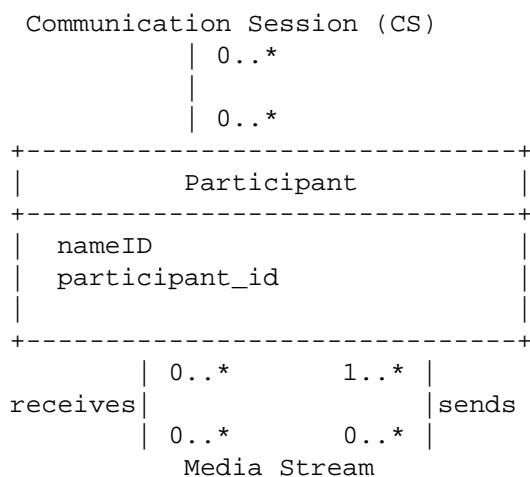 Communication Session (CS)
| 0..*
|
| 0..*
+-------------------------------+
| Participant |
+-------------------------------+
| nameID |
| participant_id |
| |
+-------------------------------+
| 0..* 1..* |
receives| |sends
| 0..* 0..* |
Media Stream